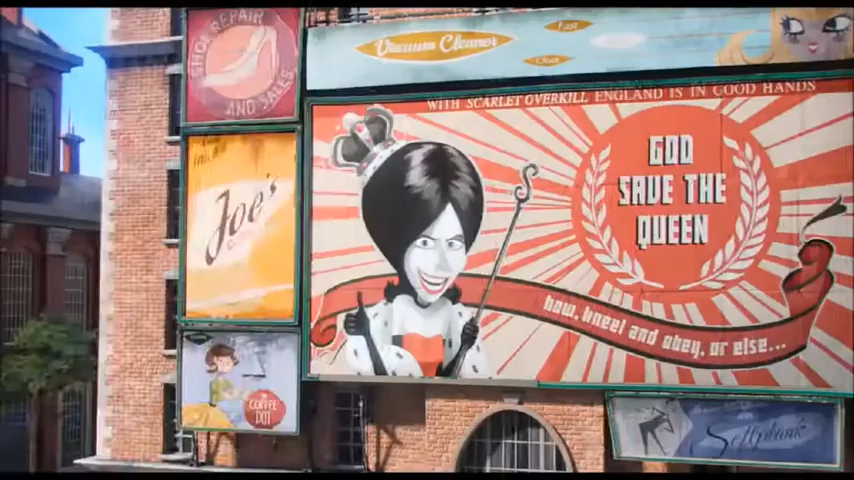 SHOE REPAIR
AND SALES
Vacuum Cleaner
Fast
Clean
WITH SCARLET OVERKILL ENGLAND IS IN GOOD HANDS
GOD
SAVE THE
QUEEN
bow, kneel and obey, or else...
Joe's
COFFEE
DOT